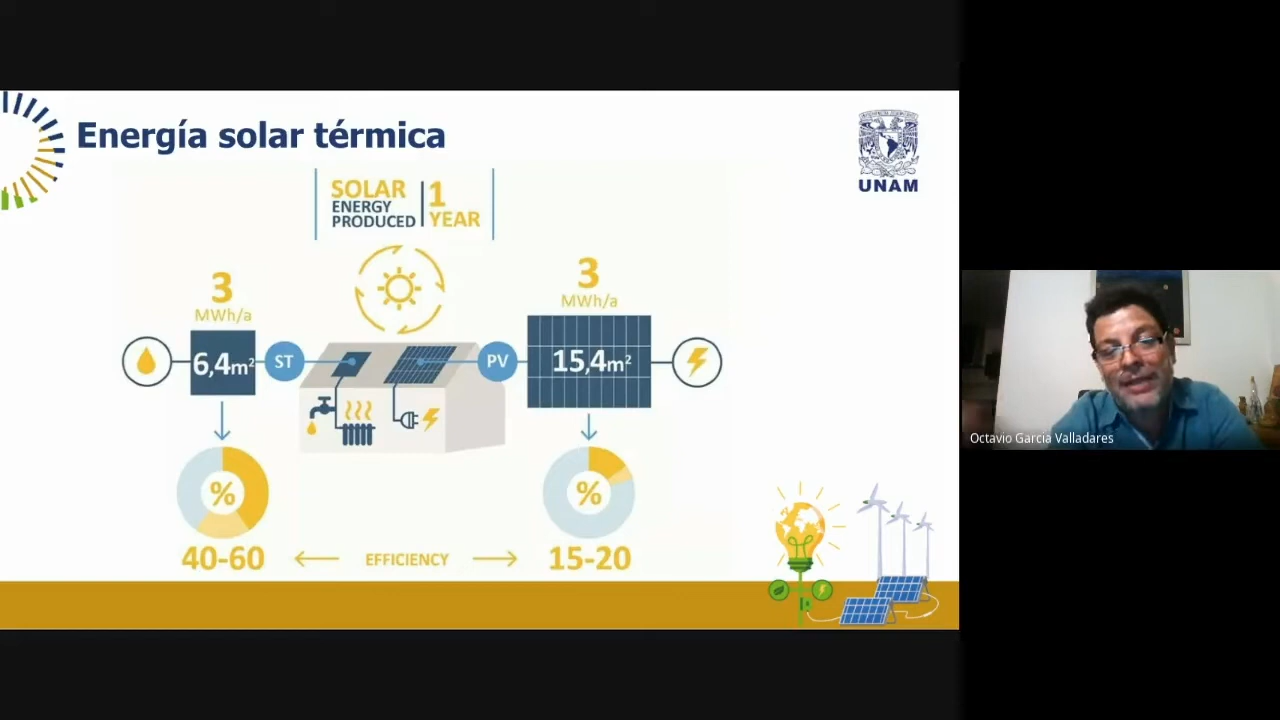 Energía solar térmica
UNAM
SOLAR
ENERGY
PRODUCED
1
YEAR
3
MWh/a
3
MWh/a
6,4m²
ST
PV
15,4m²
%
%
40-60
EFFICIENCY
15-20
Octavio García Valladares